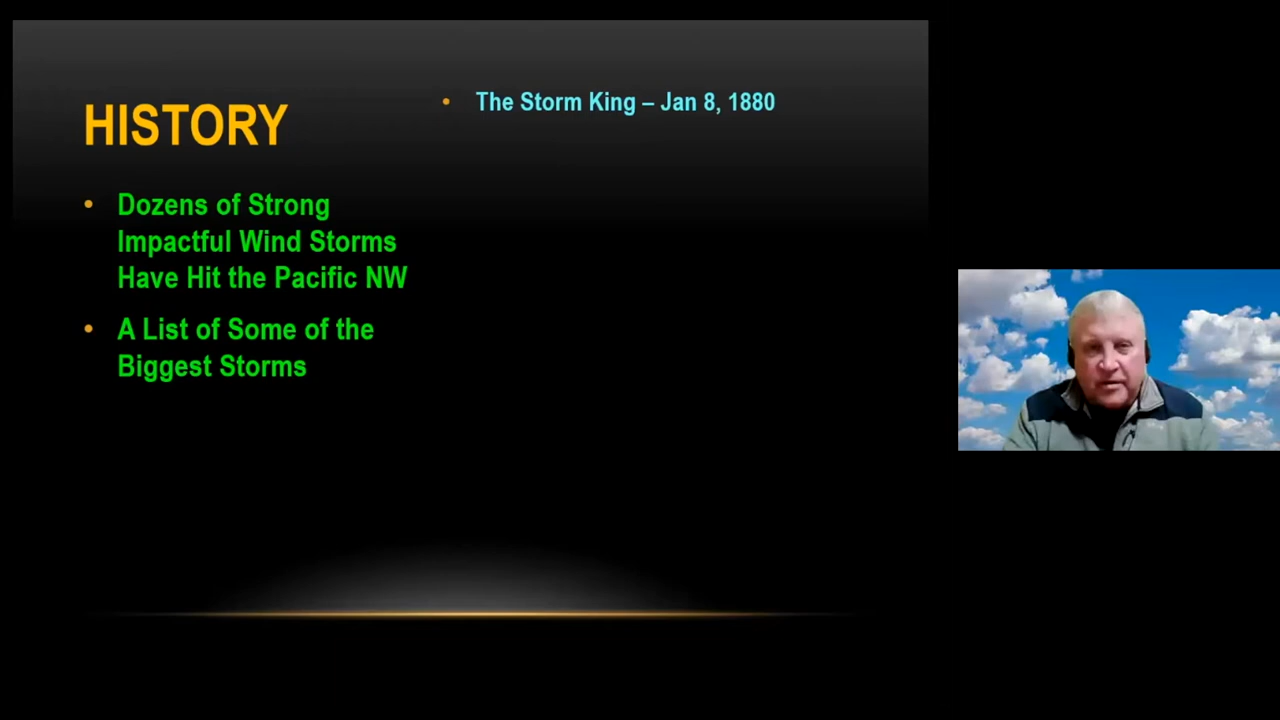 HISTORY
• Dozens of Strong
Impactful Wind Storms
Have Hit the Pacific NW
• A List of Some of the
Biggest Storms
• The Storm King – Jan 8, 1880